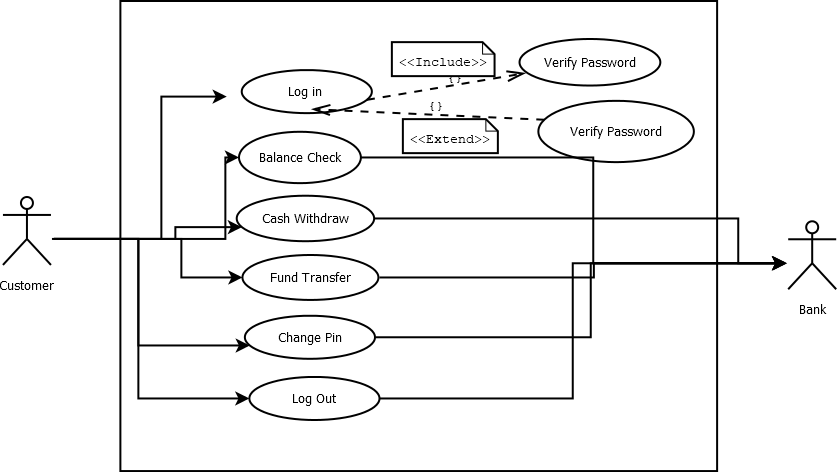 <<Include>>
Verify Password
{}
Log in
{}
Verify Password
<<Extend>>
Balance Check
Cash Withdraw
Fund Transfer
Customer
Bank
Change Pin
Log Out